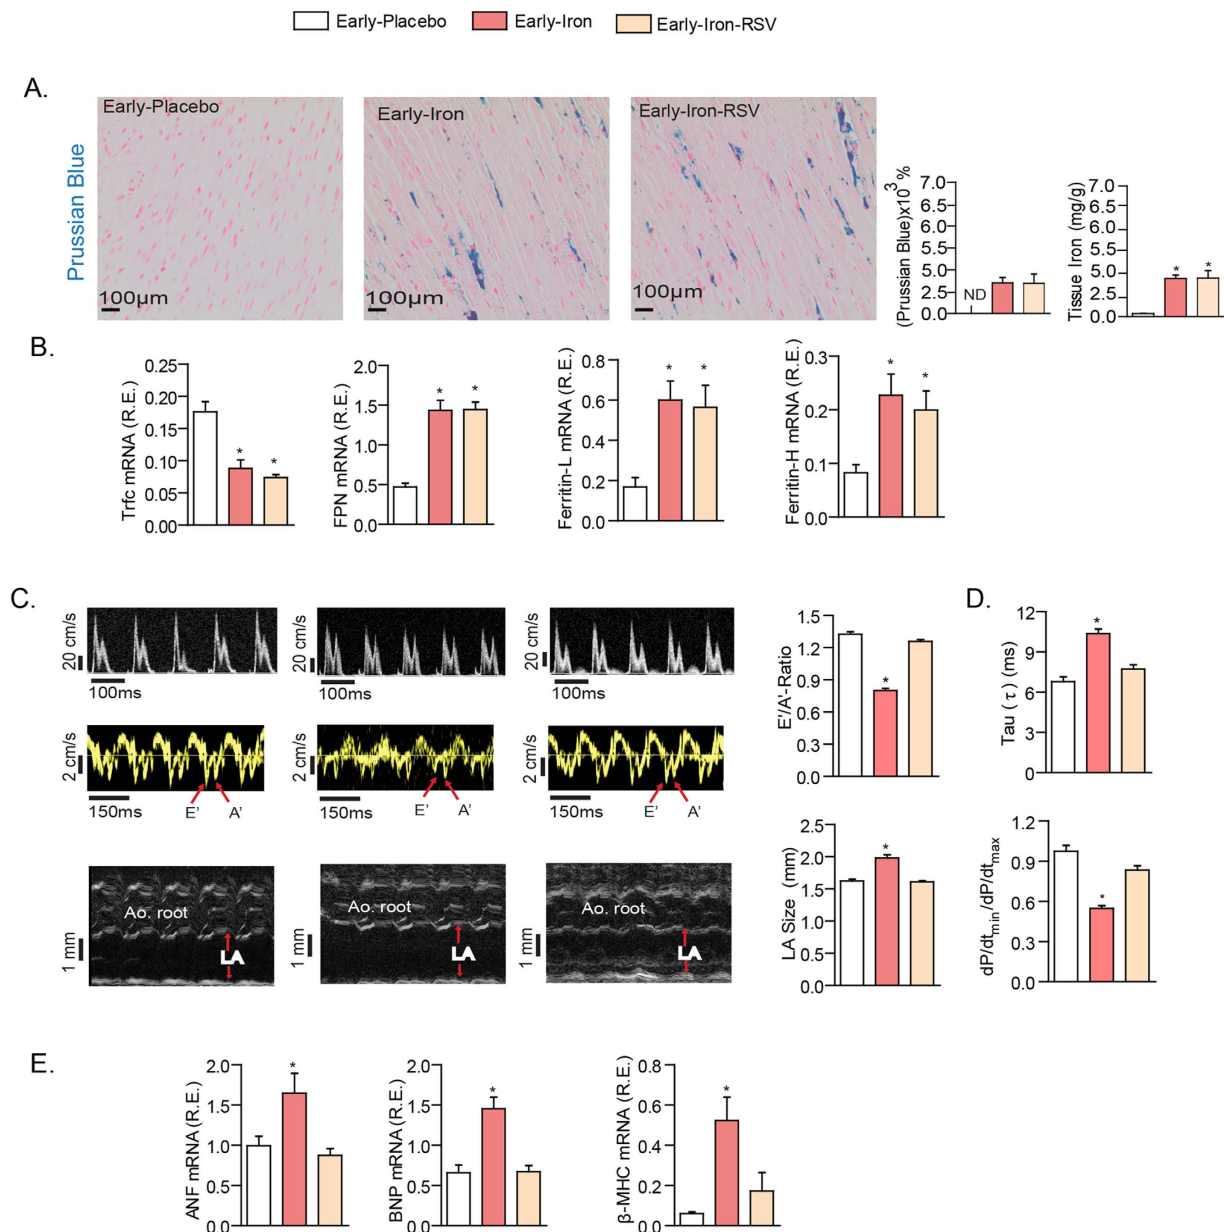 Early-Placebo Early-Iron Early-Iron-RSV
A.
Prussian Blue
Early-Placebo
100µm
Early-Iron
100µm
Early-Iron-RSV
100µm
(Prussian Blue)x10³ %
7.0
6.5
6.0
5.5
5.0
2.5
0.0
ND
Tissue Iron (mg/g)
7.0
6.5
6.0
5.5
5.0
2.5
0.0
* *
B.
Trfc mRNA (R.E.)
0.25
0.20
0.15
0.10
0.05
0.00
* *
FPN mRNA (R.E.)
2.0
1.5
1.0
0.5
0.0
* *
Ferritin-L mRNA (R.E.)
0.8
0.6
0.4
0.2
0.0
* *
Ferritin-H mRNA (R.E.)
0.3
0.2
0.1
0.0
* *
C.
20 cm/s
100ms
20 cm/s
100ms
20 cm/s
100ms
2 cm/s
150ms
E' A'
2 cm/s
150ms
E' A'
2 cm/s
150ms
E' A'
1 mm
Ao. root
LA
1 mm
Ao. root
LA
1 mm
Ao. root
LA
E'/A'-Ratio
1.5
1.2
0.9
0.6
0.3
0.0
*
LA Size (mm)
2.5
2.0
1.5
1.0
0.5
0.0
*
D.
Tau (τ) (ms)
12
9
6
3
0
*
dP/dtmin/dP/dtmax
1.2
0.9
0.6
0.3
0.0
*
E.
ANF mRNA (R.E.)
2.0
1.5
1.0
0.5
0.0
*
BNP mRNA (R.E.)
2.0
1.5
1.0
0.5
0.0
*
β-MHC mRNA (R.E.)
0.8
0.6
0.4
0.2
0.0
*